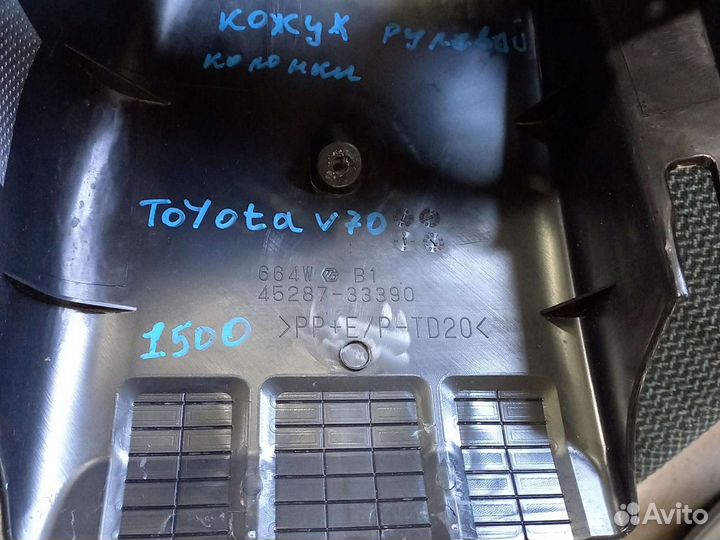 кожух рулевой
колонки
Toyota v70
664W B1
45287-33390
>PP+E/P-TD20<
1500
Avito